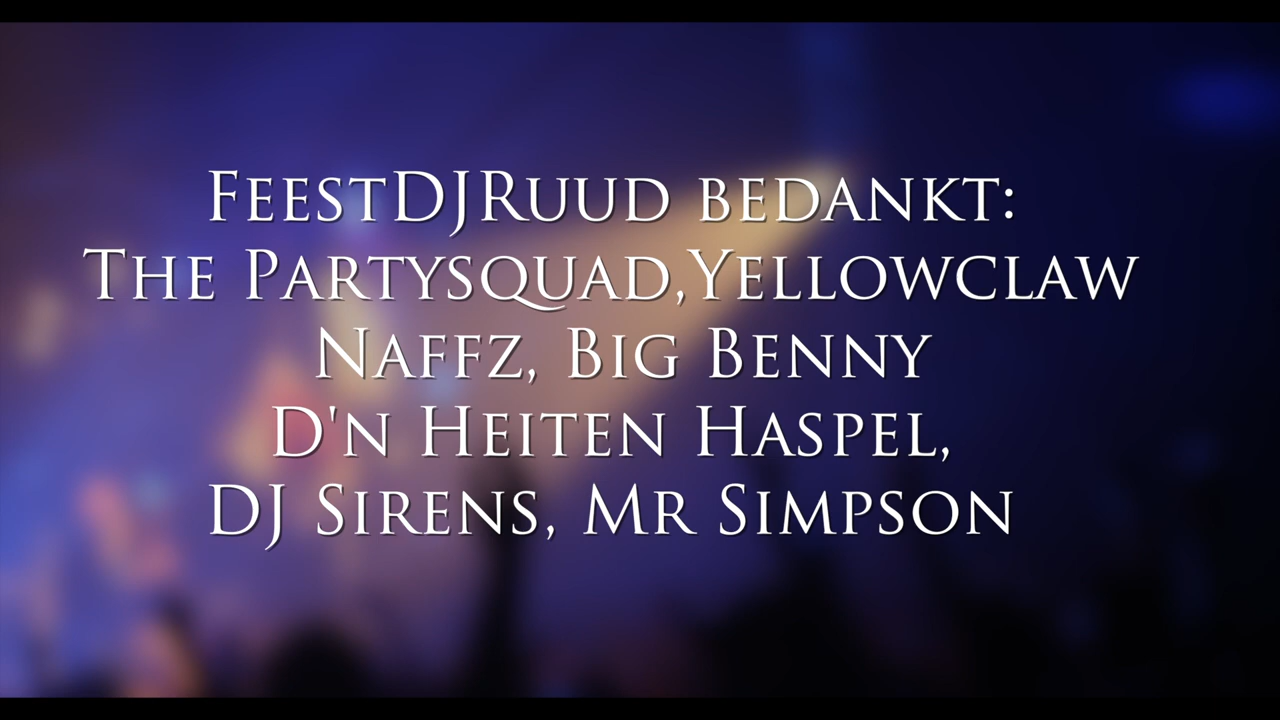 FeestDJRuud bedankt:
The Partysquad,Yellowclaw
Naffz, Big Benny
D'n Heiten Haspel,
DJ Sirens, Mr Simpson